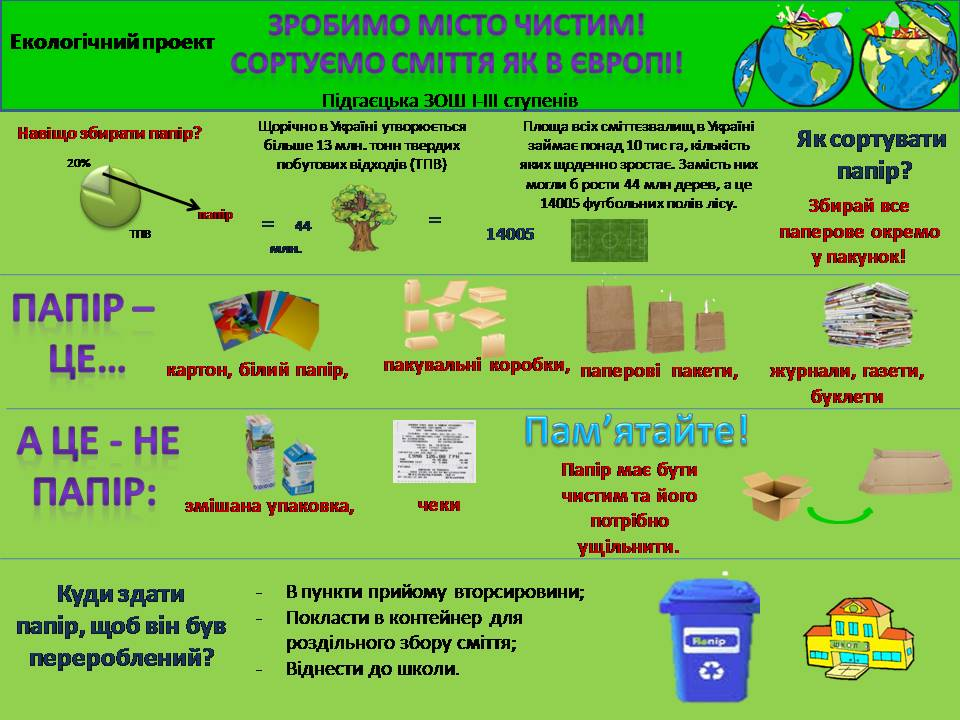 Екологічний проект
ЗРОБИМО МІСТО ЧИСТИМ!
СОРТУЄМО СМІТТЯ ЯК В ЄВРОПІ!
Підгаєцька ЗОШ І-ІІІ ступенів
Навіщо збирати папір?
20%
папір
ТПВ
Щорічно в Україні утворюється
більше 13 млн. тонн твердих
побутових відходів (ТПВ)
= 44
млн.
=
Площа всіх сміттєзвалищ в Україні
займає понад 10 тис га, кількість
яких щоденно зростає. Замість них
могли б рости 44 млн дерев, а це
14005 футбольних полів лісу.
14005
Як сортувати
папір?
Збирай все
паперове окремо
у пакунок!
ПАПІР –
ЦЕ...
картон, білий папір,
пакувальні коробки,
паперові пакети,
журнали, газети,
буклети
А ЦЕ - НЕ
ПАПІР:
змішана упаковка,
чеки
Пам’ятайте!
Папір має бути
чистим та його
потрібно
ущільнити.
Куди здати
папір, щоб він був
перероблений?
- В пункти прийому вторсировини;
- Покласти в контейнер для
роздільного збору сміття;
- Віднести до школи.
Папір
ШКОЛА